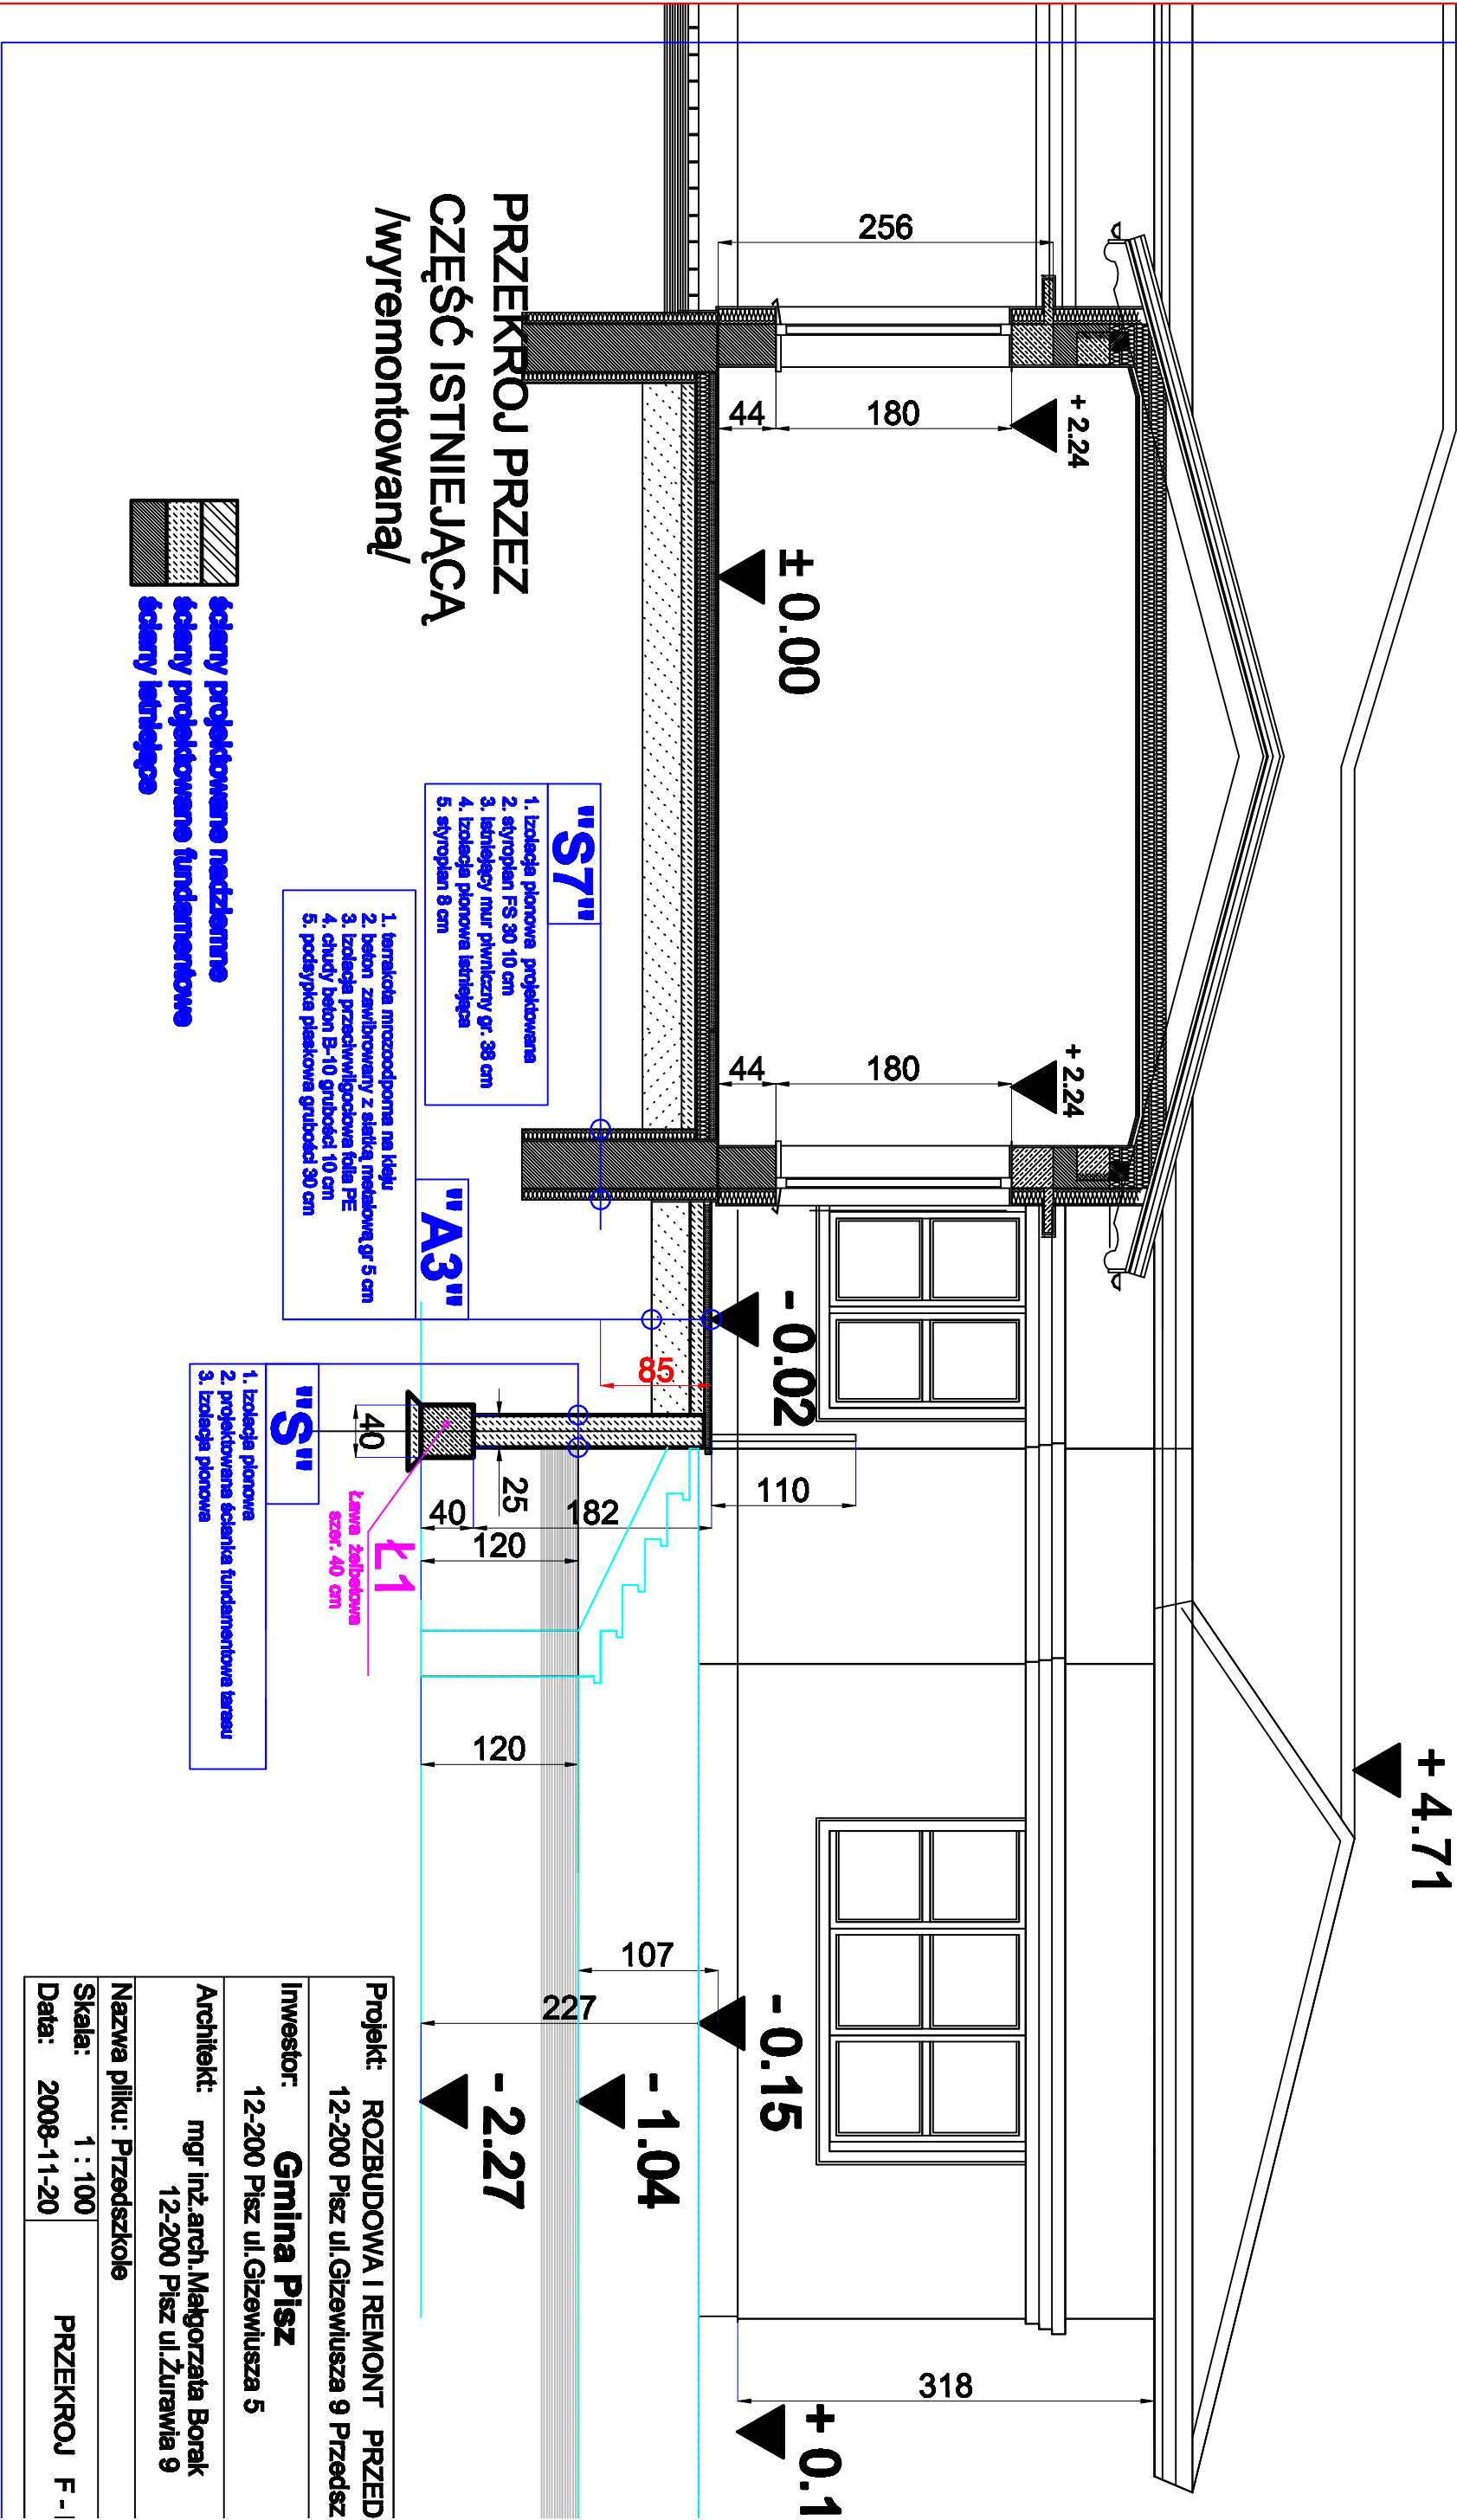 + 4.71
256
+ 2.24
+ 2.24
44
180
44
180
± 0.00
- 0.02
- 0.15
- 1.04
- 2.27
+ 0.1
318
110
85
107
227
182
25
40
40
120
120
PRZEKROJ PRZEZ
CZĘŚĆ ISTNIEJĄCĄ
/wyremontowaną/
"S7"
1. izolacja pionowa projektowana
2. styropian FS 30 10 cm
3. istniejący mur piwniczny gr. 38 cm
4. izolacja pionowa istniejąca
5. styropian 8 cm
"A3"
1. terrakota mrozoodporna na kleju
2. beton zawibrowany z siatką metalową gr 5 cm
3. izolacja przeciwwilgociowa folia PE
4. chudy beton B-10 grubości 10 cm
5. podsypka piaskowa grubości 30 cm
"S"
1. izolacja pionowa
2. projektowana ścianka fundamentowa tarasu
3. izolacja pionowa
Ł1
Ława żelbetowa
szer. 40 cm
ściany projektowane nadziemne
ściany projektowane fundamentowe
ściany istniejące
Projekt: ROZBUDOWA I REMONT PRZED
12-200 Pisz ul.Gizewiusza 9 Przedsz
Inwestor: Gmina Pisz
12-200 Pisz ul.Gizewiusza 5
Architekt: mgr inż.arch.Małgorzata Borak
12-200 Pisz ul.Żurawia 9
Nazwa pliku: Przedszkole
Skala: 1 : 100
Data: 2008-11-20
PRZEKROJ F -